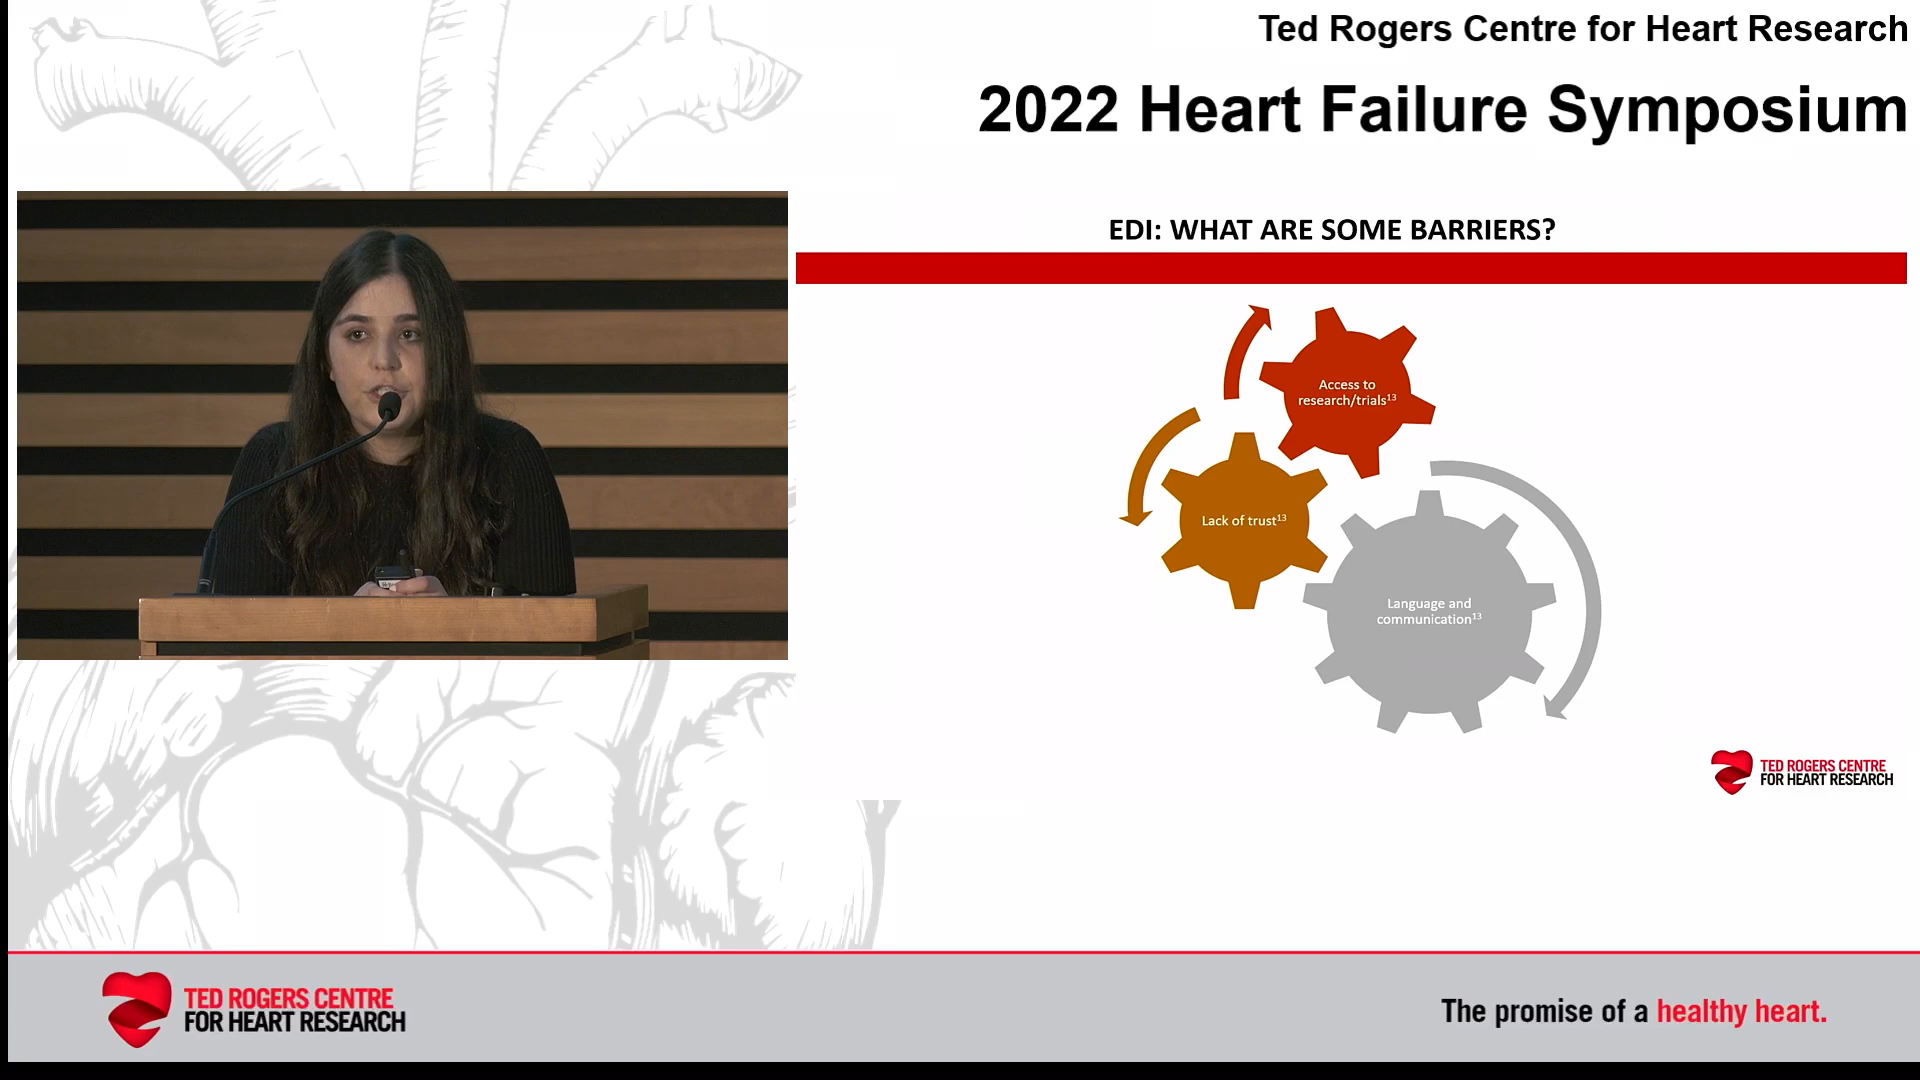 Ted Rogers Centre for Heart Research
2022 Heart Failure Symposium
EDI: WHAT ARE SOME BARRIERS?
Access to
research/trials¹³
Lack of trust¹³
Language and
communication¹³
TED ROGERS CENTRE
FOR HEART RESEARCH
TED ROGERS CENTRE
FOR HEART RESEARCH
The promise of a healthy heart.